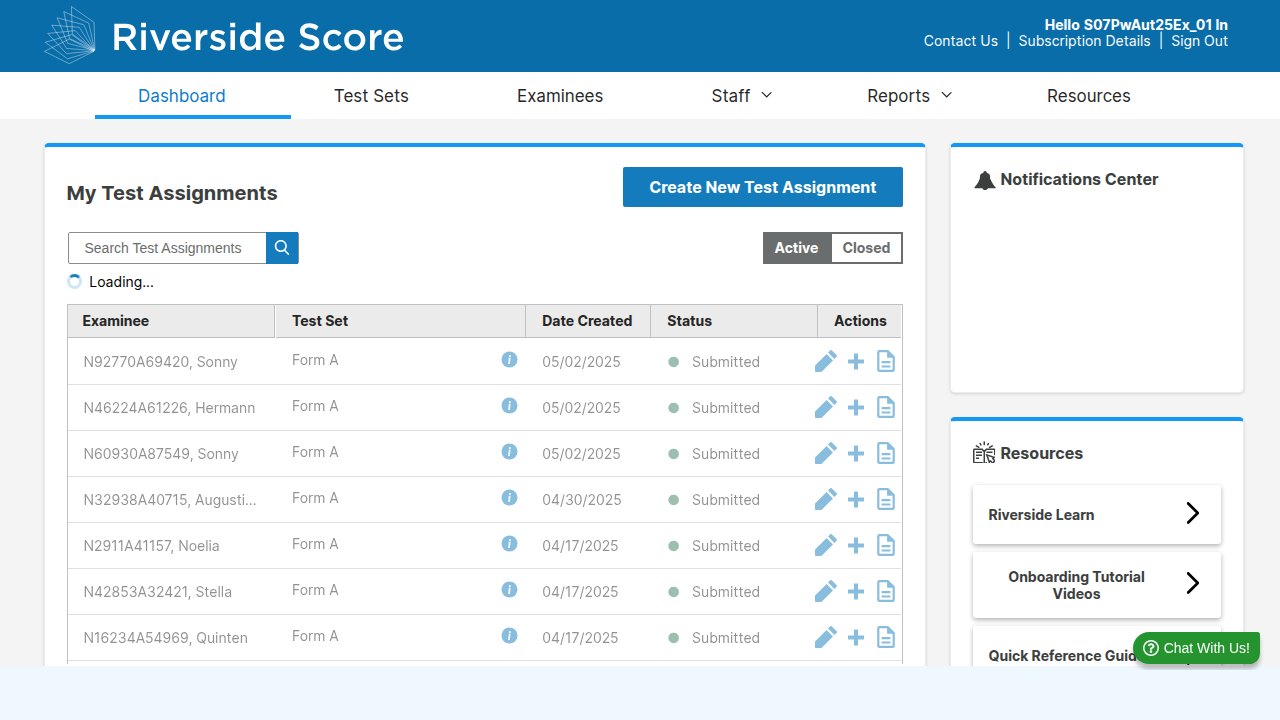 Riverside Score
Hello S07PwAut25Ex_01 ln
Contact Us | Subscription Details | Sign Out
Dashboard Test Sets Examinees Staff Reports Resources
My Test Assignments
Create New Test Assignment
Search Test Assignments
Active Closed
Loading...
Examinee Test Set Date Created Status Actions
N92770A69420, Sonny Form A 05/02/2025 Submitted
N46224A61226, Hermann Form A 05/02/2025 Submitted
N60930A87549, Sonny Form A 05/02/2025 Submitted
N32938A40715, Augusti... Form A 04/30/2025 Submitted
N2911A41157, Noelia Form A 04/17/2025 Submitted
N42853A32421, Stella Form A 04/17/2025 Submitted
N16234A54969, Quinten Form A 04/17/2025 Submitted
Notifications Center
Resources
Riverside Learn
Onboarding Tutorial
Videos
Quick Reference Guid
Chat With Us!